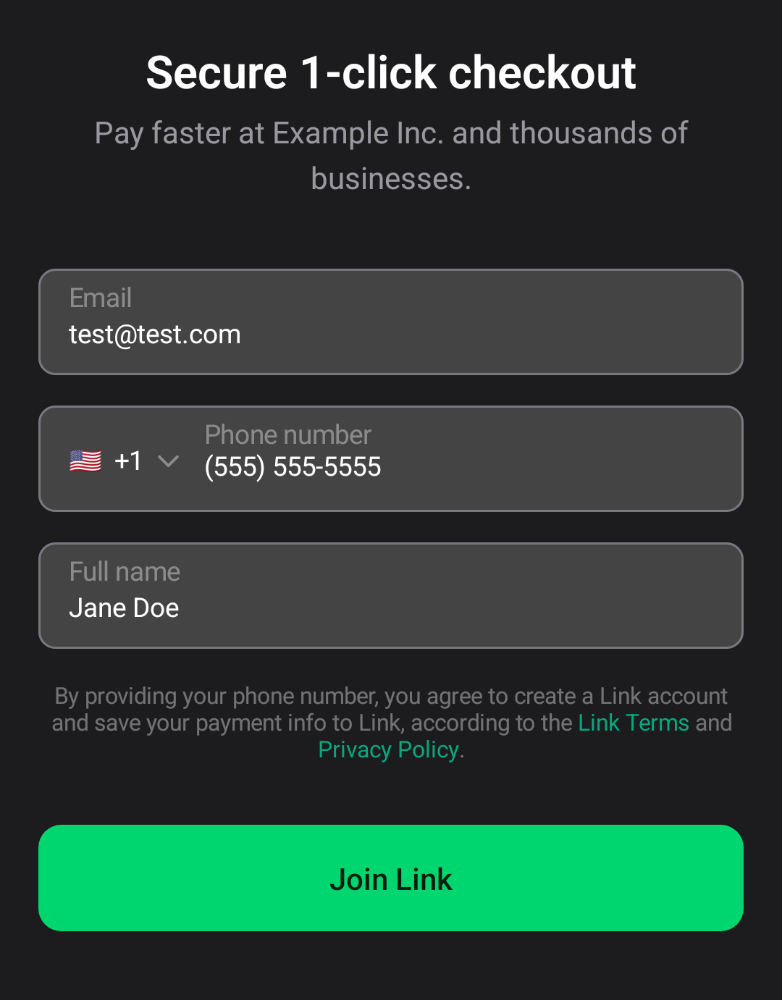 Secure 1-click checkout
Pay faster at Example Inc. and thousands of
businesses.
Email
test@test.com
Phone number
+1 (555) 555-5555
Full name
Jane Doe
By providing your phone number, you agree to create a Link account
and save your payment info to Link, according to the Link Terms and
Privacy Policy.
Join Link